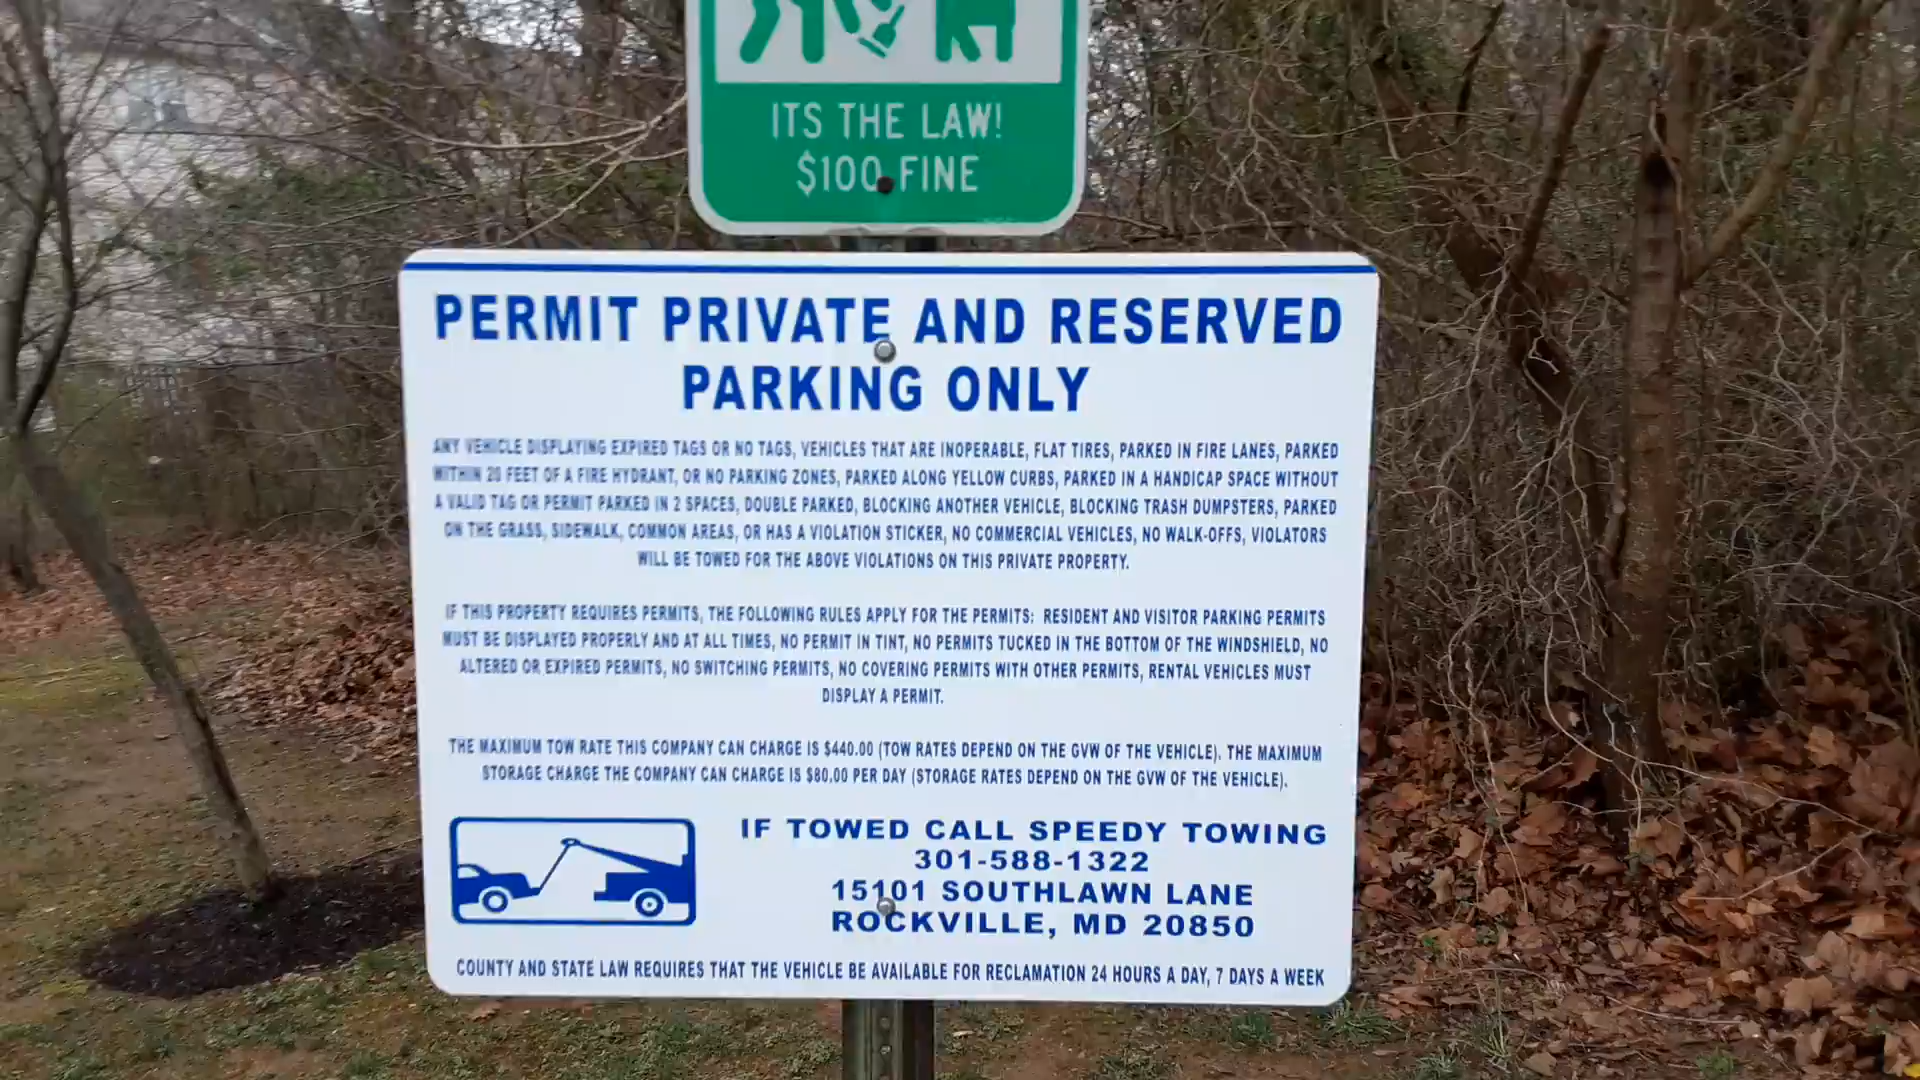 ITS THE LAW!
$100 FINE
PERMIT PRIVATE AND RESERVED
PARKING ONLY
ANY VEHICLE DISPLAYING EXPIRED TAGS OR NO TAGS, VEHICLES THAT ARE INOPERABLE, FLAT TIRES, PARKED IN FIRE LANES, PARKED
WITHIN 20 FEET OF A FIRE HYDRANT, OR NO PARKING ZONES, PARKED ALONG YELLOW CURBS, PARKED IN A HANDICAP SPACE WITHOUT
A VALID TAG OR PERMIT PARKED IN 2 SPACES, DOUBLE PARKED, BLOCKING ANOTHER VEHICLE, BLOCKING TRASH DUMPSTERS, PARKED
ON THE GRASS, SIDEWALK, COMMON AREAS, OR HAS A VIOLATION STICKER, NO COMMERCIAL VEHICLES, NO WALK-OFFS, VIOLATORS
WILL BE TOWED FOR THE ABOVE VIOLATIONS ON THIS PRIVATE PROPERTY.
IF THIS PROPERTY REQUIRES PERMITS, THE FOLLOWING RULES APPLY FOR THE PERMITS: RESIDENT AND VISITOR PARKING PERMITS
MUST BE DISPLAYED PROPERLY AND AT ALL TIMES, NO PERMIT IN TINT, NO PERMITS TUCKED IN THE BOTTOM OF THE WINDSHIELD, NO
ALTERED OR EXPIRED PERMITS, NO SWITCHING PERMITS, NO COVERING PERMITS WITH OTHER PERMITS, RENTAL VEHICLES MUST
DISPLAY A PERMIT.
THE MAXIMUM TOW RATE THIS COMPANY CAN CHARGE IS $440.00 (TOW RATES DEPEND ON THE GVW OF THE VEHICLE). THE MAXIMUM
STORAGE CHARGE THE COMPANY CAN CHARGE IS $80.00 PER DAY (STORAGE RATES DEPEND ON THE GVW OF THE VEHICLE).
IF TOWED CALL SPEEDY TOWING
301-588-1322
15101 SOUTHLAWN LANE
ROCKVILLE, MD 20850
COUNTY AND STATE LAW REQUIRES THAT THE VEHICLE BE AVAILABLE FOR RECLAMATION 24 HOURS A DAY, 7 DAYS A WEEK